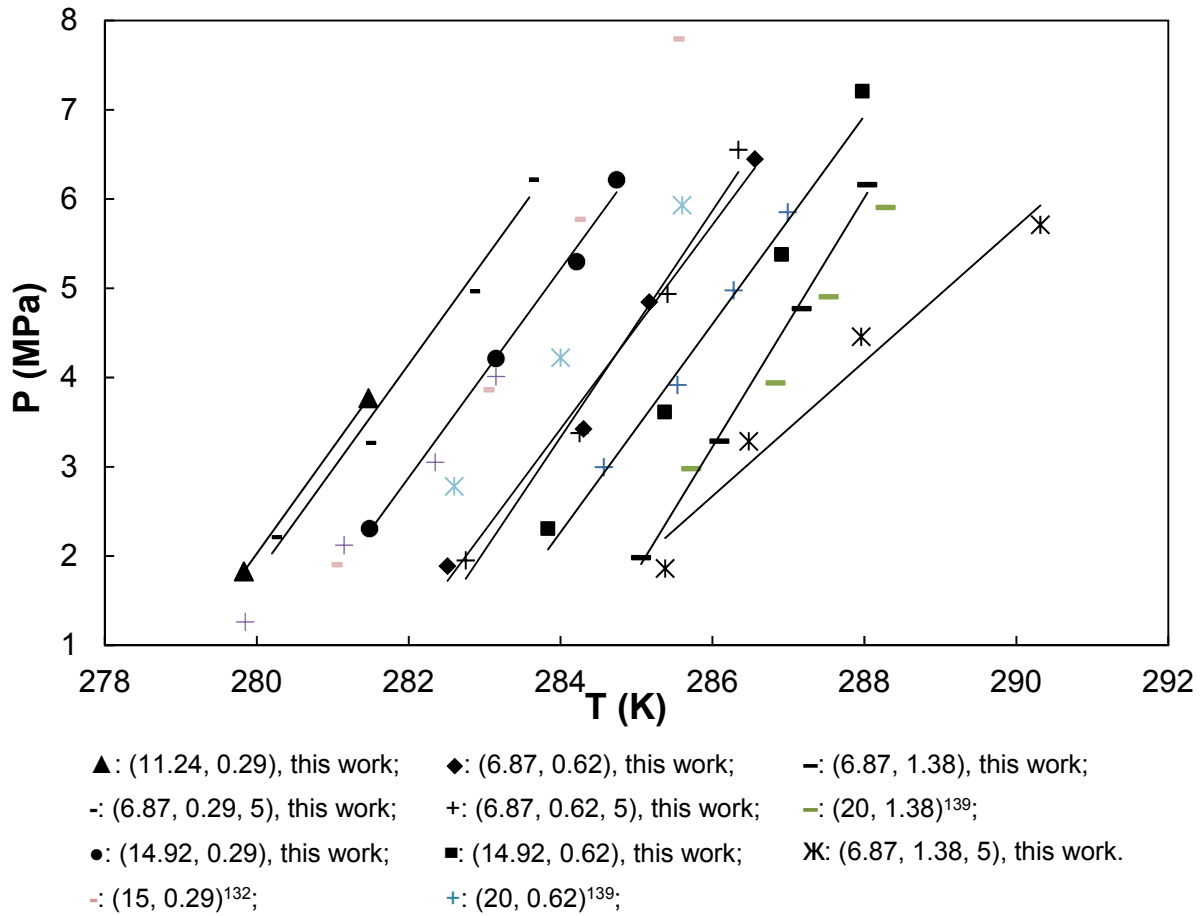 8
7
6
5
4
3
2
1
P (MPa)
278 280 282 284 286 288 290 292
T (K)
▲: (11.24, 0.29), this work; ◆: (6.87, 0.62), this work; –: (6.87, 1.38), this work;
-: (6.87, 0.29, 5), this work; +: (6.87, 0.62, 5), this work; –: (20, 1.38)¹³⁹;
●: (14.92, 0.29), this work; ■: (14.92, 0.62), this work; Ж: (6.87, 1.38, 5), this work.
-: (15, 0.29)¹³²; +: (20, 0.62)¹³⁹;